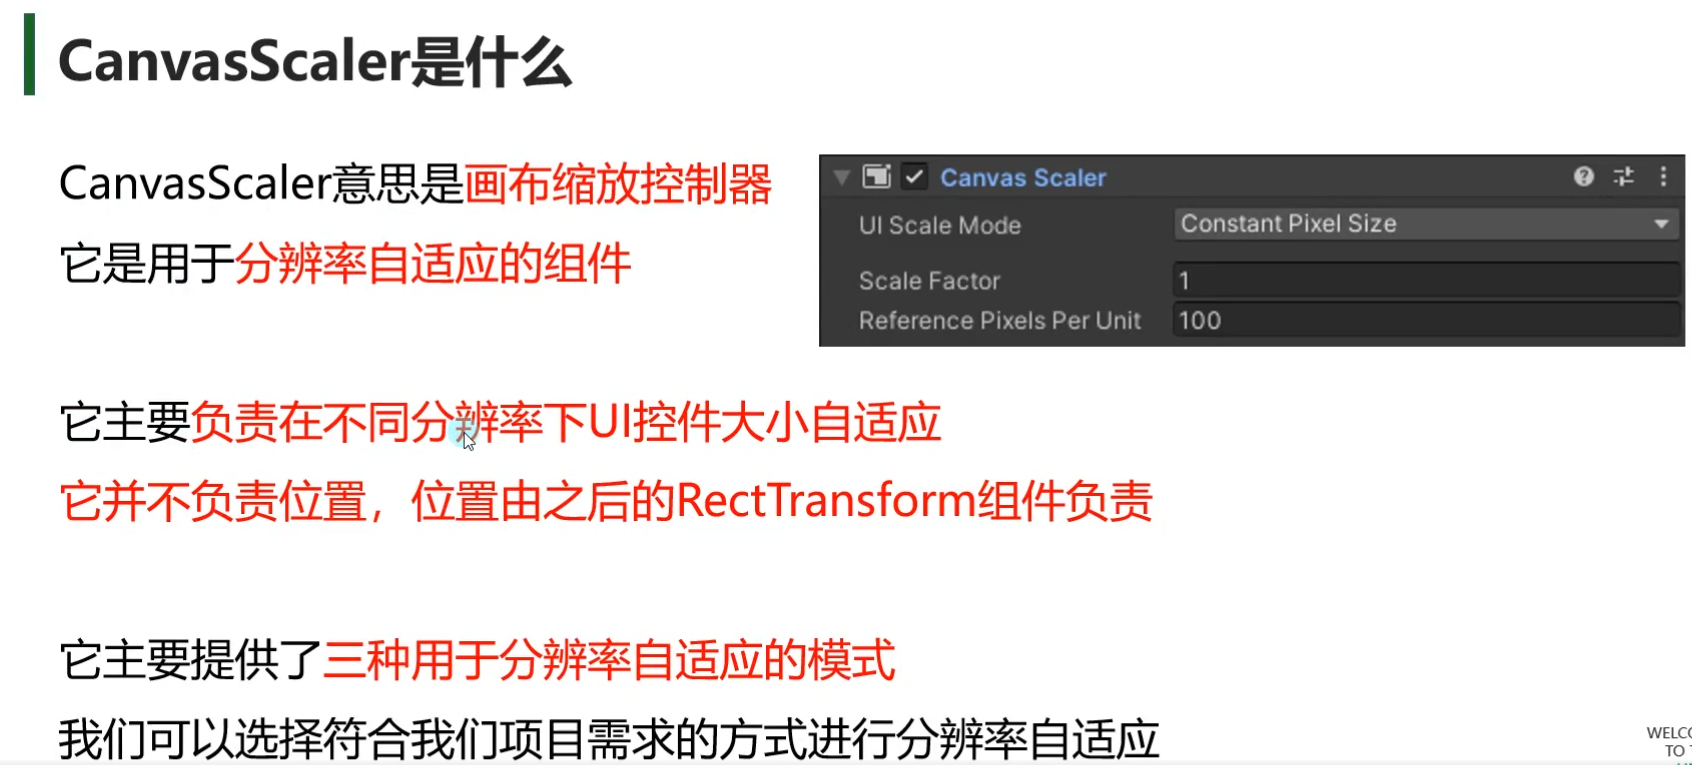 CanvasScaler是什么
CanvasScaler意思是画布缩放控制器
它是用于分辨率自适应的组件
Canvas Scaler
UI Scale Mode
Constant Pixel Size
Scale Factor
1
Reference Pixels Per Unit
100
它主要负责在不同分辨率下UI控件大小自适应
它并不负责位置，位置由之后的RectTransform组件负责
它主要提供了三种用于分辨率自适应的模式
我们可以选择符合我们项目需求的方式进行分辨率自适应
TO